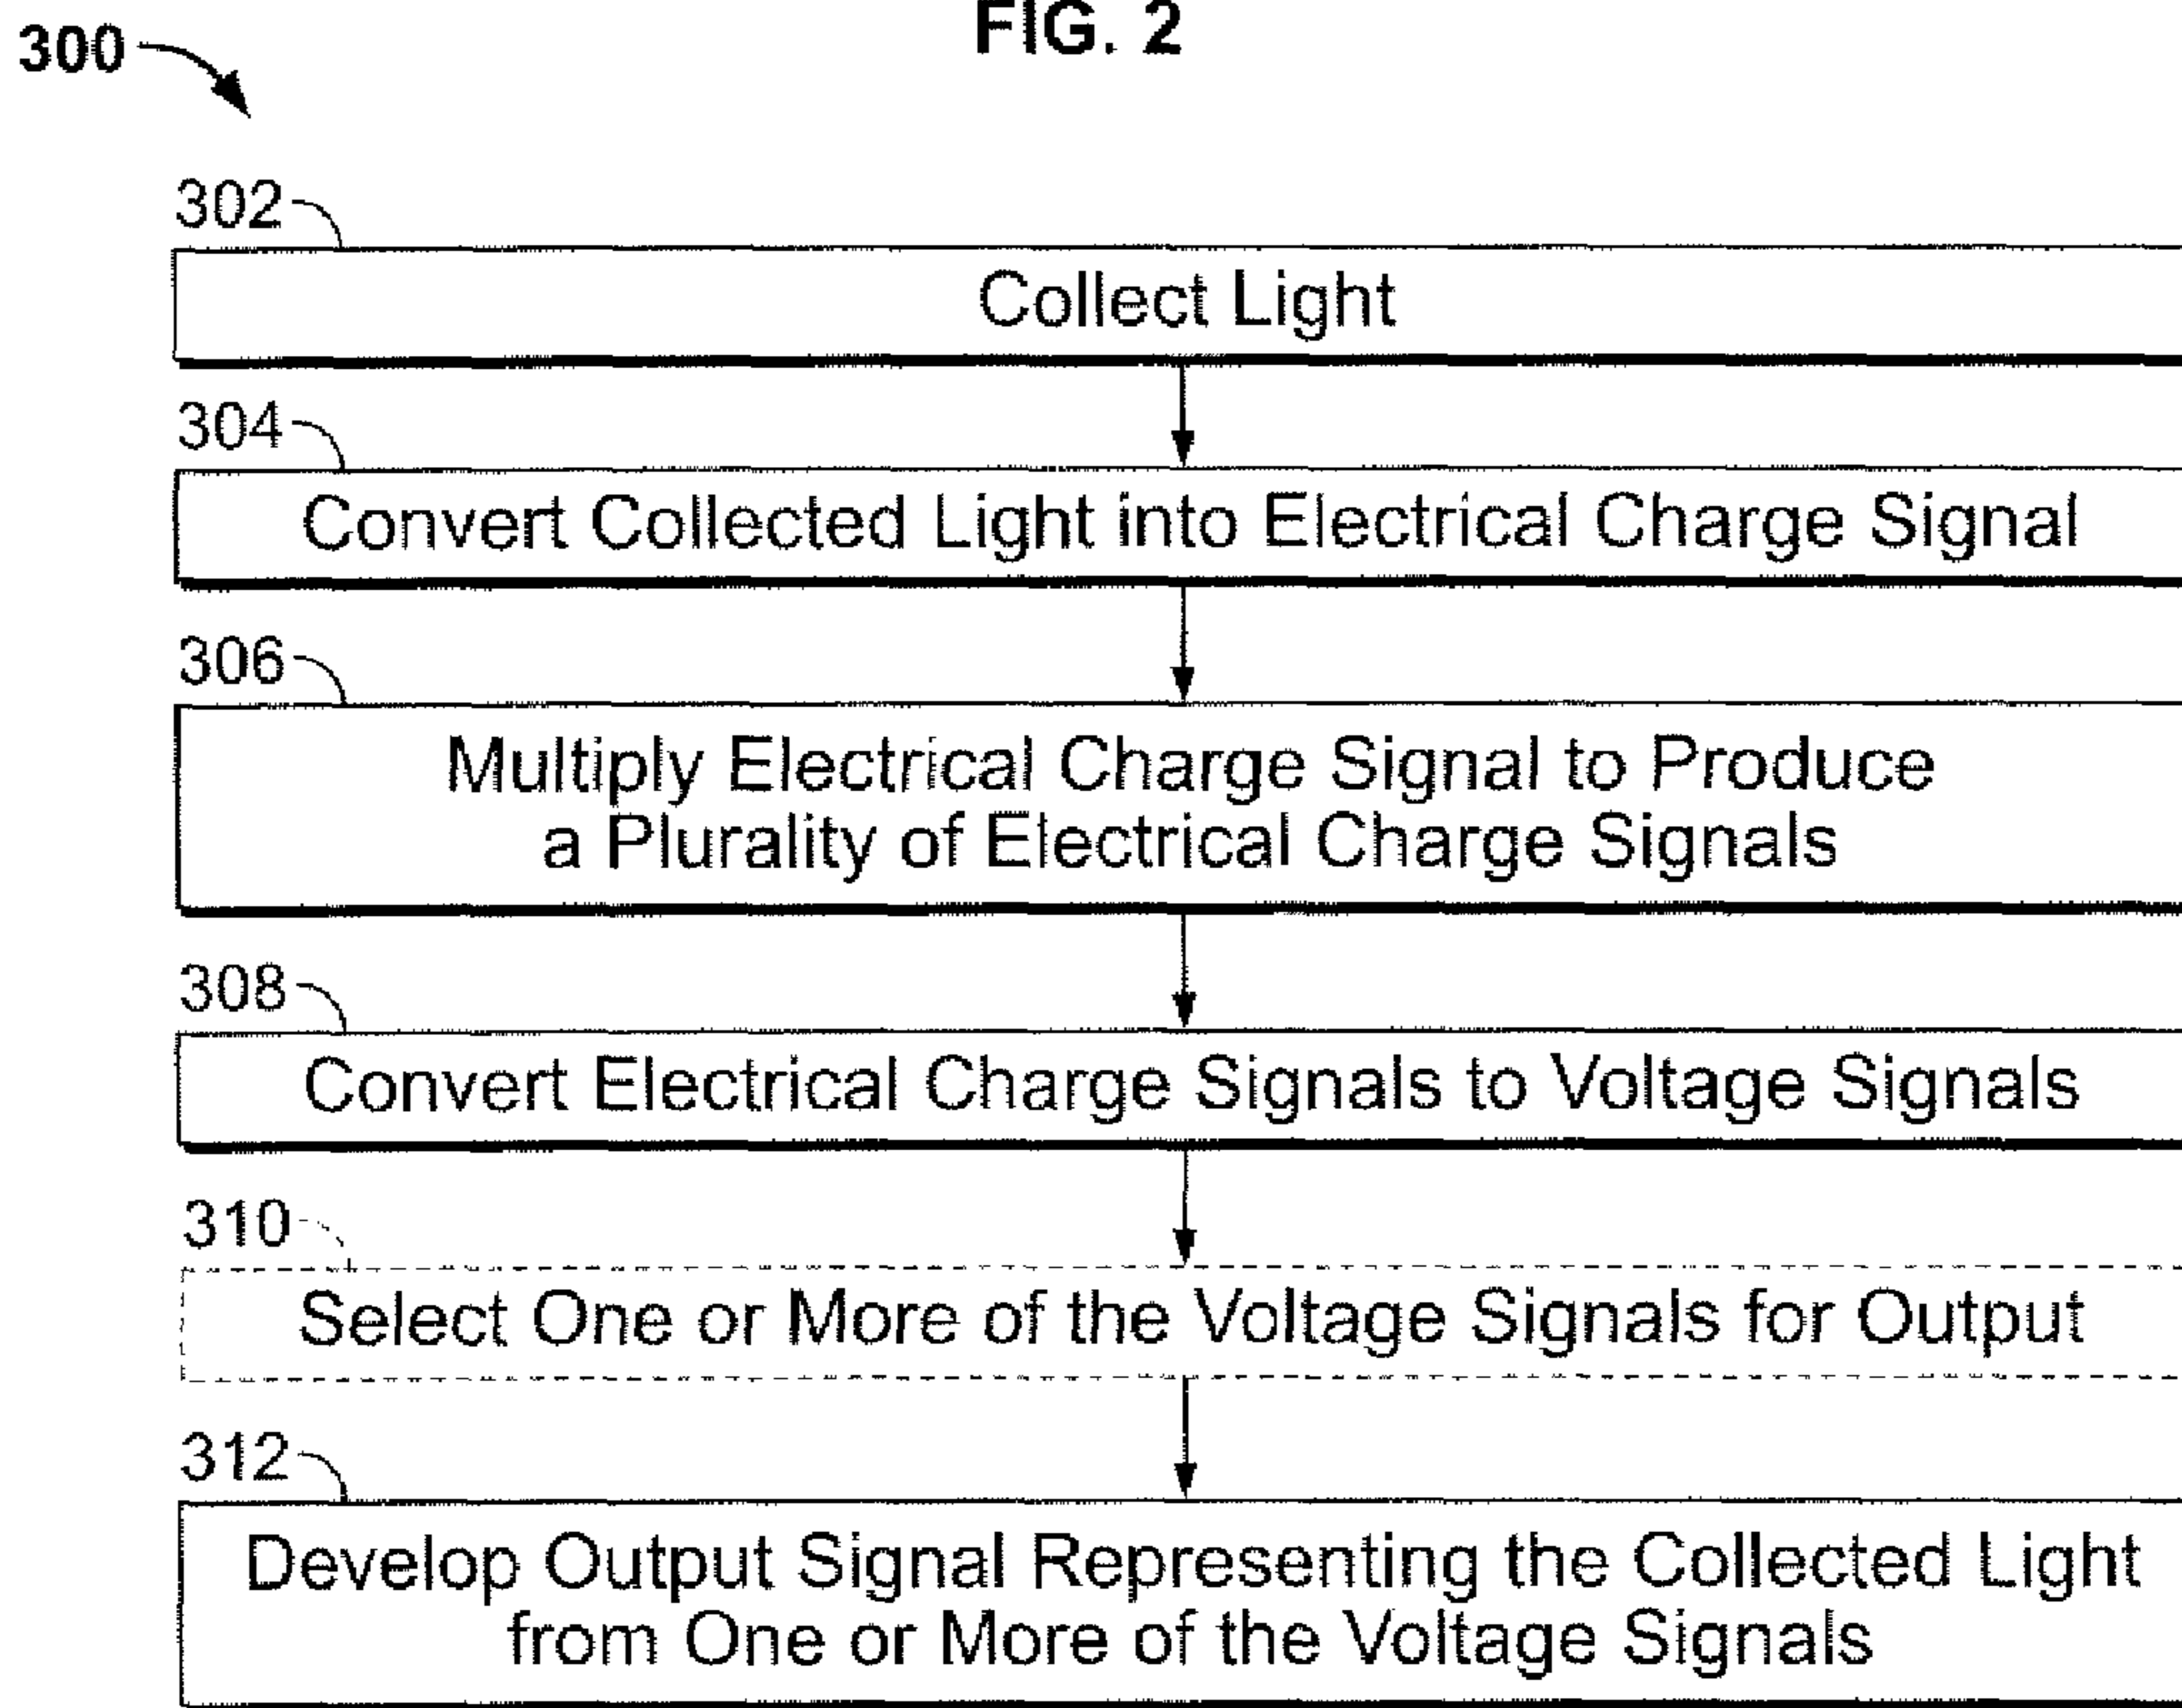 FIG. 2
300
302
Collect Light
304
Convert Collected Light into Electrical Charge Signal
306
Multiply Electrical Charge Signal to Produce
a Plurality of Electrical Charge Signals
308
Convert Electrical Charge Signals to Voltage Signals
310
Select One or More of the Voltage Signals for Output
312
Develop Output Signal Representing the Collected Light
from One or More of the Voltage Signals